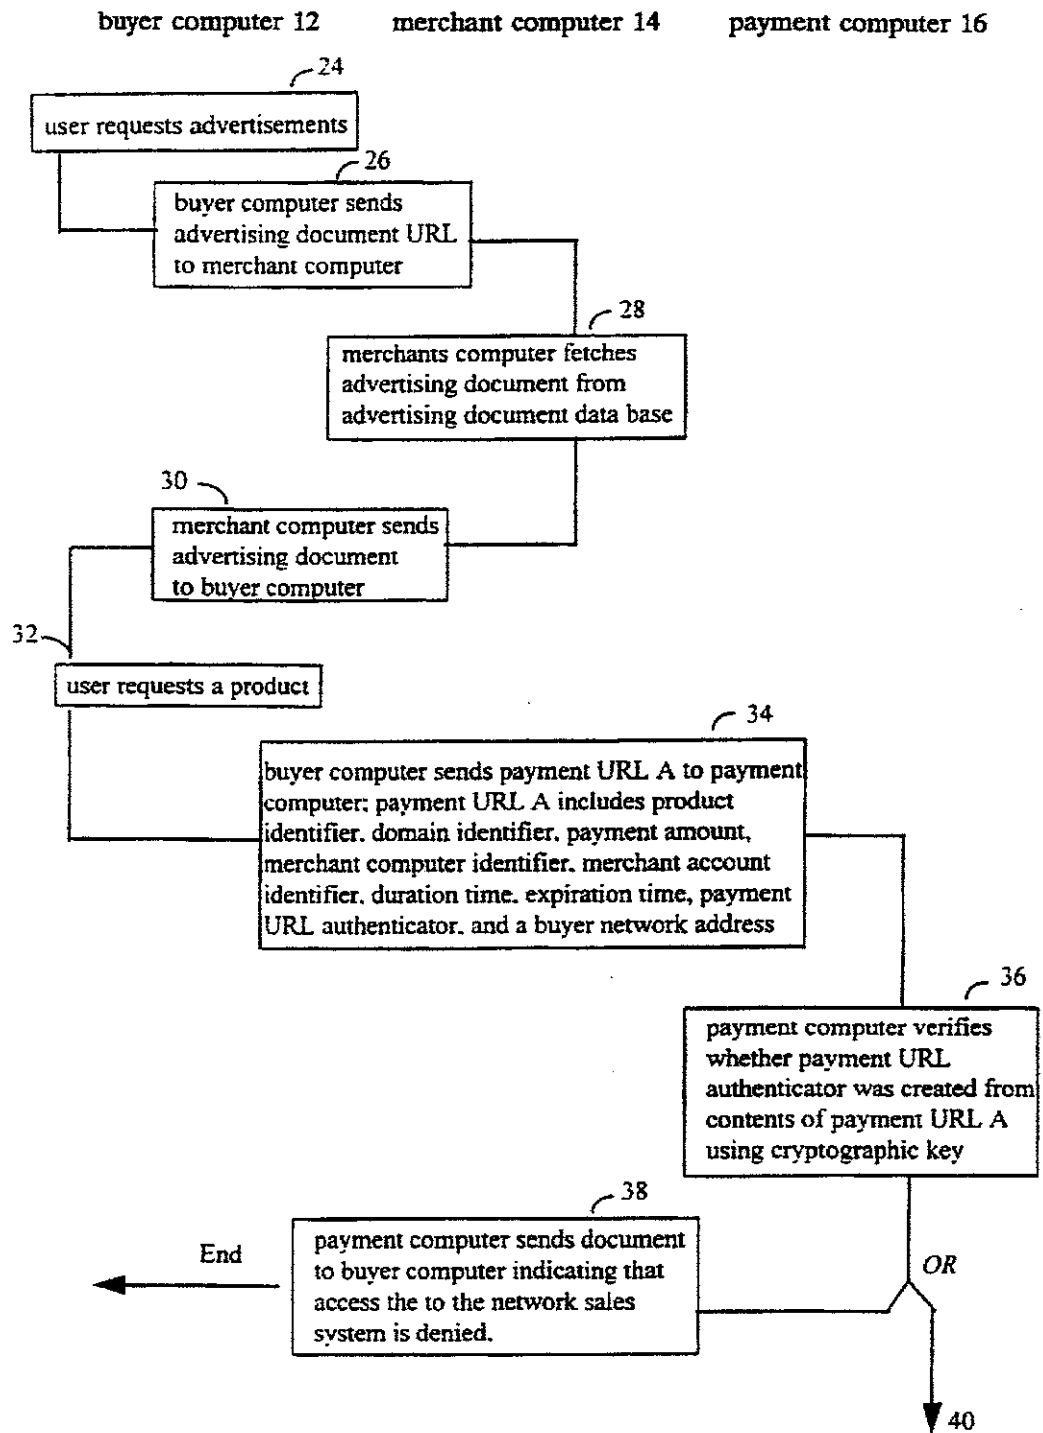 buyer computer 12 merchant computer 14 payment computer 16
24
user requests advertisements
26
buyer computer sends
advertising document URL
to merchant computer
28
merchants computer fetches
advertising document from
advertising document data base
30
merchant computer sends
advertising document
to buyer computer
32
user requests a product
34
buyer computer sends payment URL A to payment
computer; payment URL A includes product
identifier, domain identifier, payment amount,
merchant computer identifier, merchant account
identifier, duration time, expiration time, payment
URL authenticator, and a buyer network address
36
payment computer verifies
whether payment URL
authenticator was created from
contents of payment URL A
using cryptographic key
38
payment computer sends document
to buyer computer indicating that
access the to the network sales
system is denied.
End
OR
40